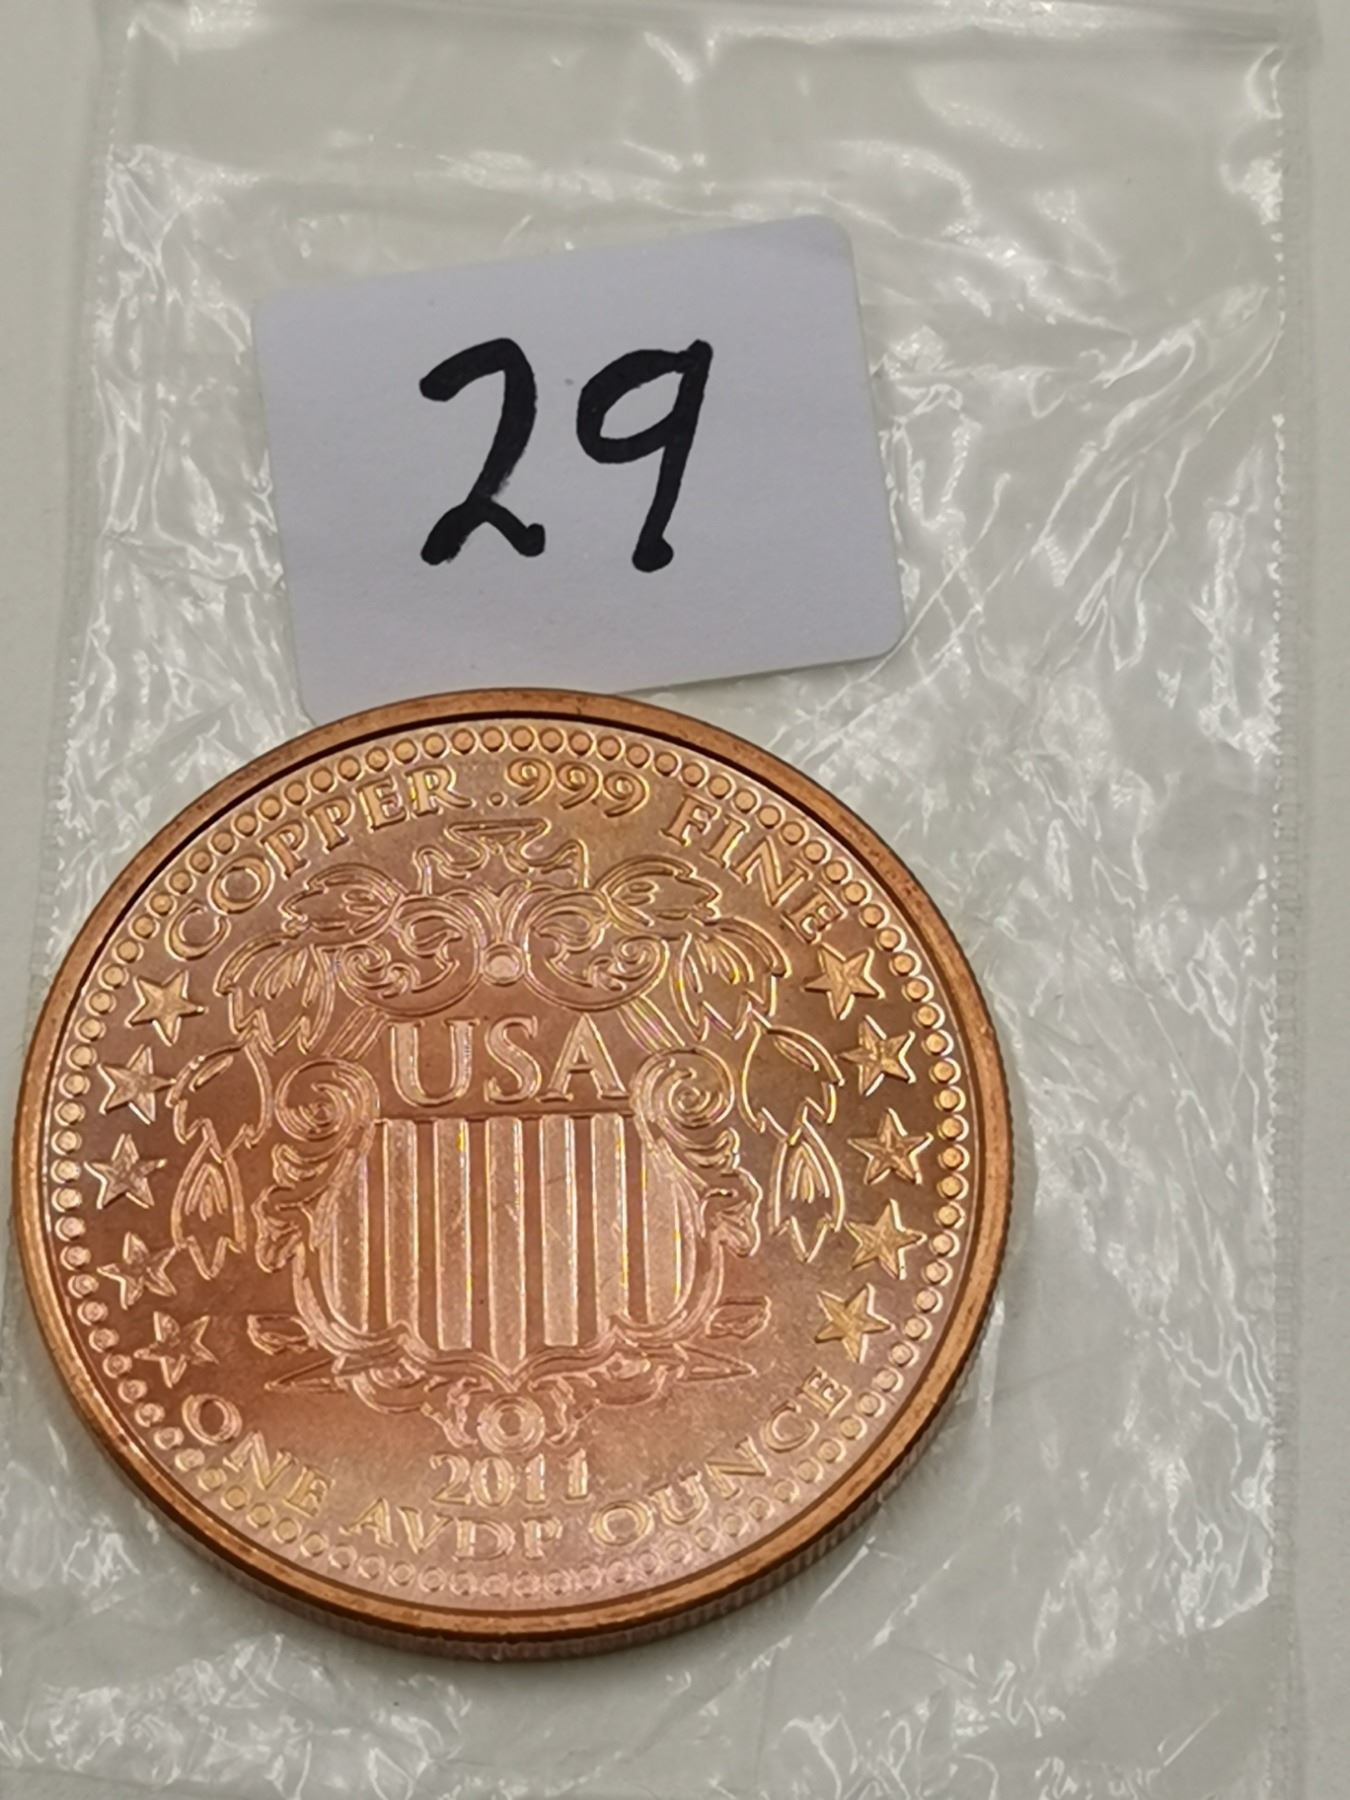 29
COPPER .999 FINE
USA
2011
ONE AVDP OUNCE